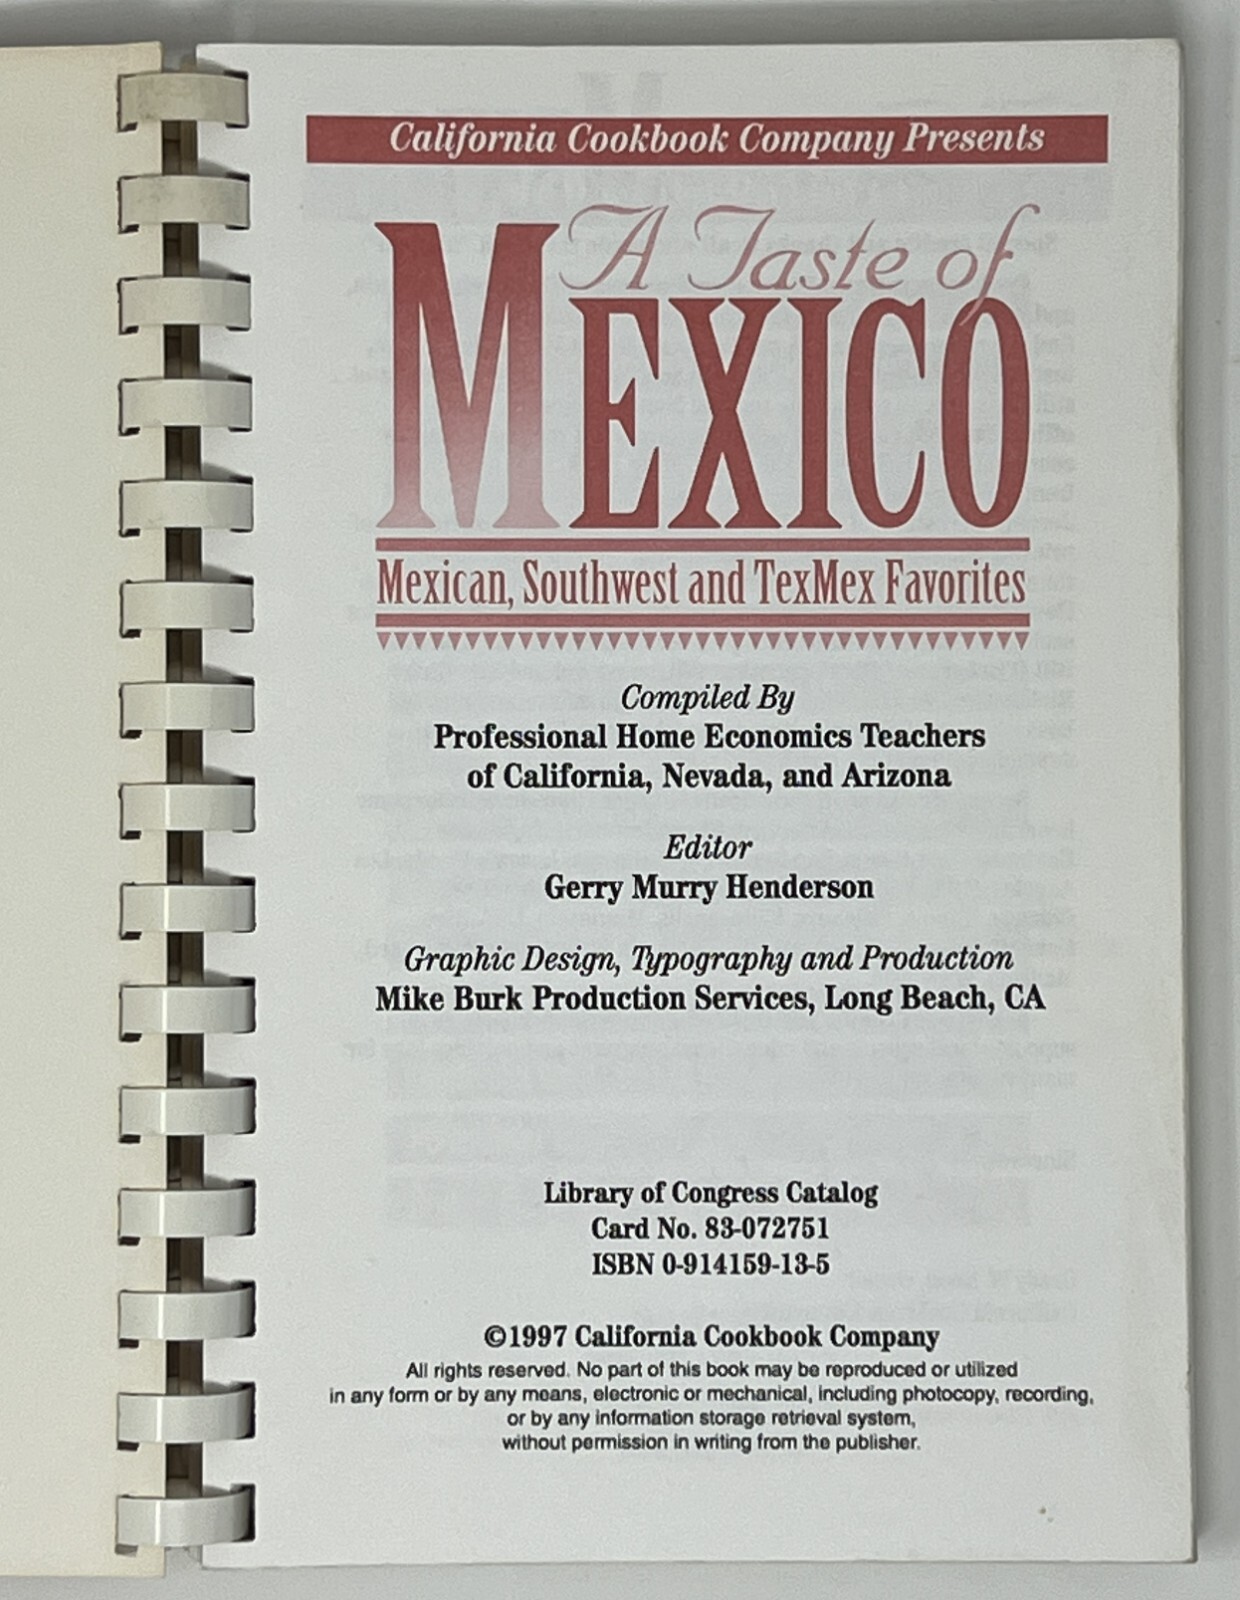 California Cookbook Company Presents
A Taste of
MEXICO
Mexican, Southwest and TexMex Favorites
Compiled By
Professional Home Economics Teachers
of California, Nevada, and Arizona
Editor
Gerry Murry Henderson
Graphic Design, Typography and Production
Mike Burk Production Services, Long Beach, CA
Library of Congress Catalog
Card No. 83-072751
ISBN 0-914159-13-5
©1997 California Cookbook Company
All rights reserved. No part of this book may be reproduced or utilized
in any form or by any means, electronic or mechanical, including photocopy, recording,
or by any information storage retrieval system,
without permission in writing from the publisher.